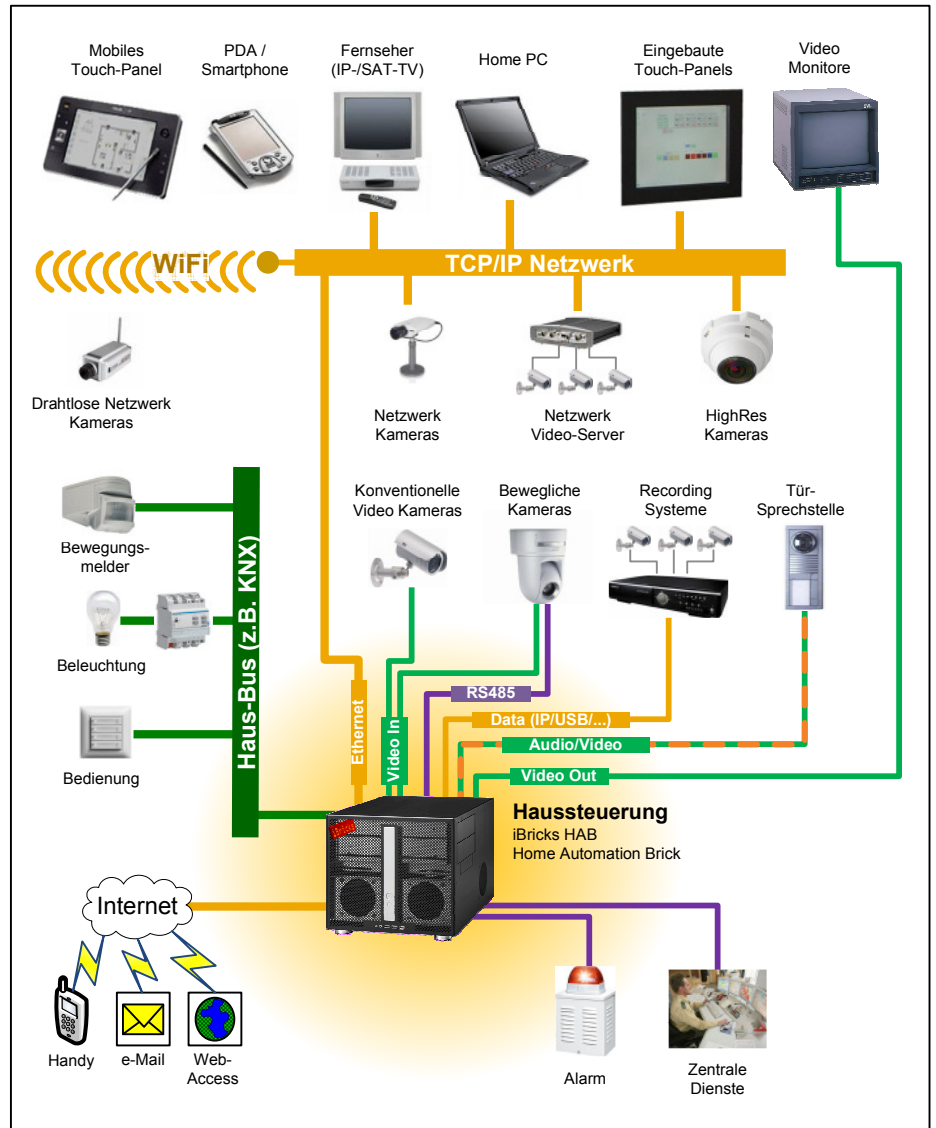 Mobiles
Touch-Panel
PDA /
Smartphone
Fernseher
(IP-/SAT-TV)
Home PC
Eingebaute
Touch-Panels
Video
Monitore
WiFi
TCP/IP Netzwerk
Drahtlose Netzwerk
Kameras
Netzwerk
Kameras
Netzwerk
Video-Server
HighRes
Kameras
Haus-Bus (z.B. KNX)
Bewegungs-
melder
Beleuchtung
Bedienung
Konventionelle
Video Kameras
Bewegliche
Kameras
Recording
Systeme
Tür-
Sprechstelle
Ethernet
Video In
RS485
Data (IP/USB/...)
Audio/Video
Video Out
Haussteuerung
iBricks HAB
Home Automation Brick
Internet
Handy
e-Mail
Web-
Access
Alarm
Zentrale
Dienste